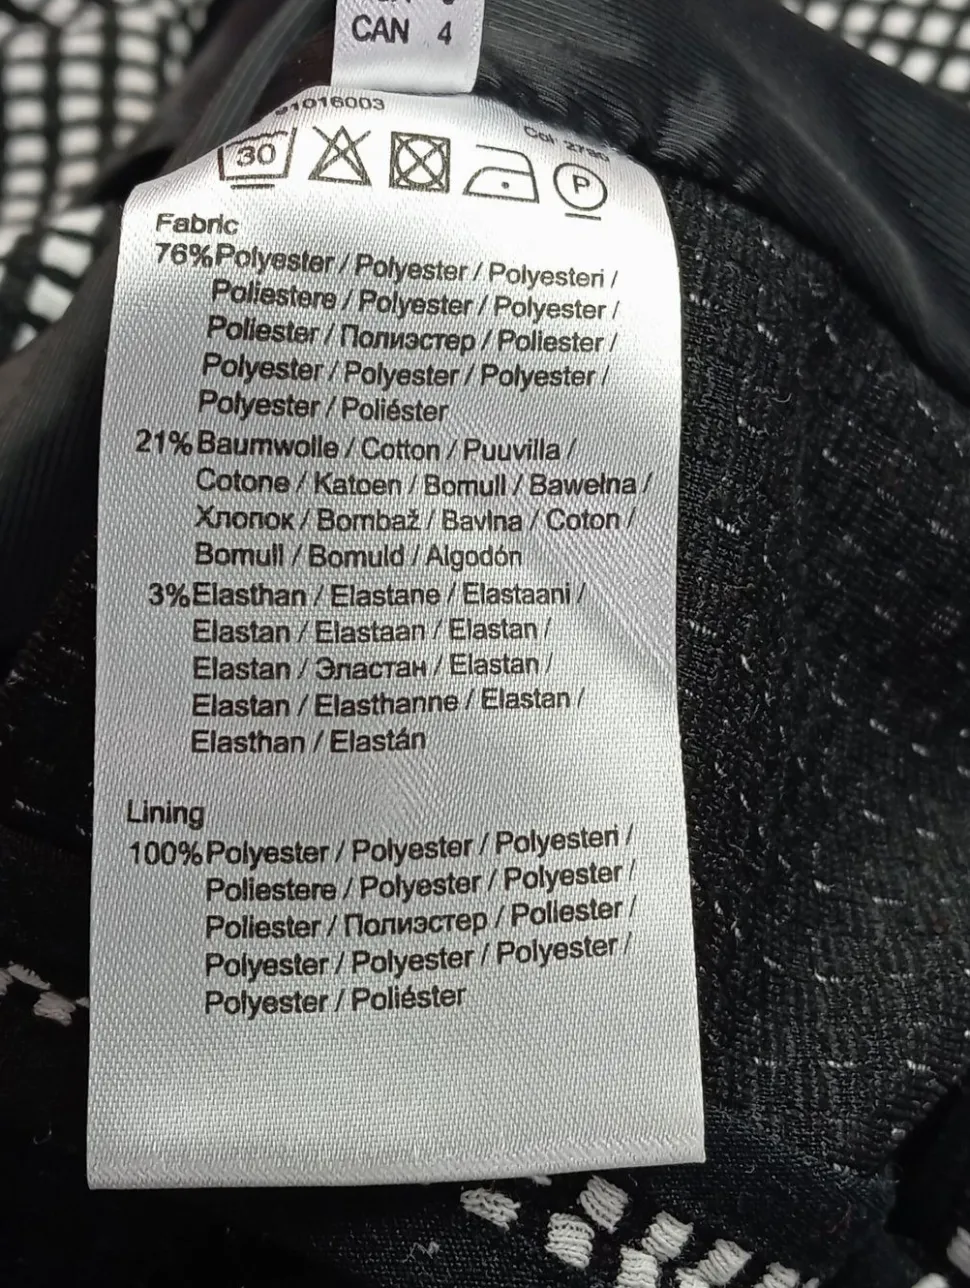 CAN 4
1016003
30
P
Fabric
76% Polyester / Polyester / Polyesteri /
Poliestere / Polyester / Polyester /
Poliester / Полиэстер / Poliester /
Polyester / Polyester / Polyester /
Polyester / Poliéster
21% Baumwolle / Cotton / Puuvilla /
Cotone / Katoen / Bomull / Bawełna /
Хлопок / Bombaž / Bavlna / Coton /
Bomull / Bomuld / Algodón
3% Elasthan / Elastane / Elastaani /
Elastan / Elastaan / Elastan /
Elastan / Эластан / Elastan /
Elastan / Elasthanne / Elastan /
Elasthan / Elastán
Lining
100% Polyester / Polyester / Polyesteri /
Poliestere / Polyester / Polyester /
Poliester / Полиэстер / Poliester /
Polyester / Polyester / Polyester /
Polyester / Poliéster